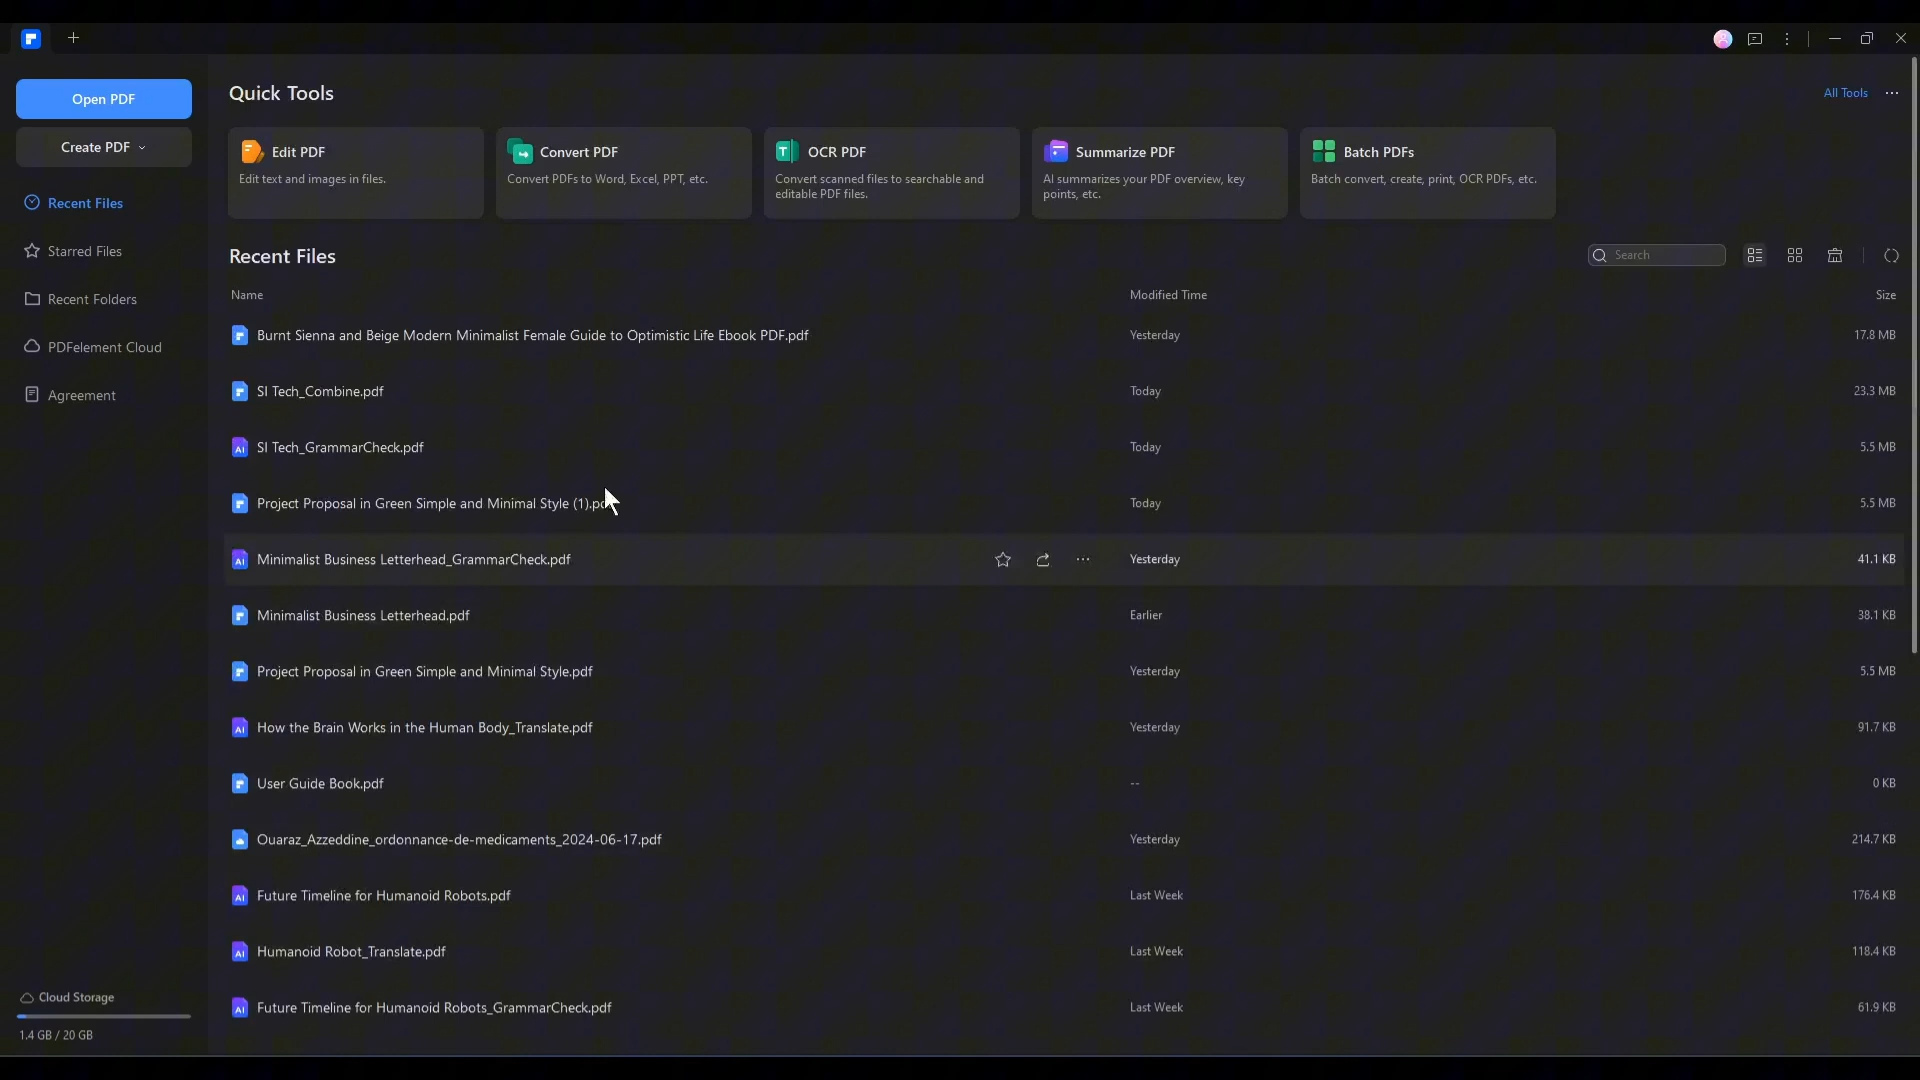 Open PDF
Create PDF
Recent Files
Starred Files
Recent Folders
PDFelement Cloud
Agreement
Cloud Storage
1.4 GB / 20 GB
Quick Tools
All Tools
Edit PDF
Edit text and images in files.
Convert PDF
Convert PDFs to Word, Excel, PPT, etc.
OCR PDF
Convert scanned files to searchable and
editable PDF files.
Summarize PDF
AI summarizes your PDF overview, key
points, etc.
Batch PDFs
Batch convert, create, print, OCR PDFs, etc.
Recent Files
Search
Name Modified Time Size
Burnt Sienna and Beige Modern Minimalist Female Guide to Optimistic Life Ebook PDF.pdf Yesterday 17.8 MB
SI Tech_Combine.pdf Today 23.3 MB
AI SI Tech_GrammarCheck.pdf Today 5.5 MB
Project Proposal in Green Simple and Minimal Style (1).pdf Today 5.5 MB
AI Minimalist Business Letterhead_GrammarCheck.pdf Yesterday 41.1 KB
Minimalist Business Letterhead.pdf Earlier 38.1 KB
Project Proposal in Green Simple and Minimal Style.pdf Yesterday 5.5 MB
AI How the Brain Works in the Human Body_Translate.pdf Yesterday 91.7 KB
User Guide Book.pdf -- 0 KB
Ouaraz_Azzeddine_ordonnance-de-medicaments_2024-06-17.pdf Yesterday 214.7 KB
AI Future Timeline for Humanoid Robots.pdf Last Week 176.4 KB
AI Humanoid Robot_Translate.pdf Last Week 118.4 KB
AI Future Timeline for Humanoid Robots_GrammarCheck.pdf Last Week 61.9 KB